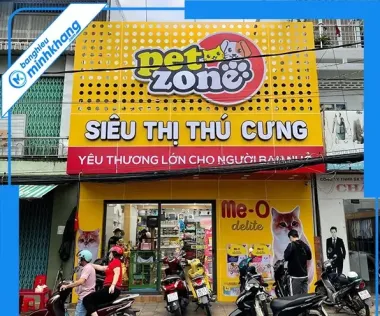 banghieu
minhkhang
pet
zone
SIÊU THỊ THÚ CƯNG
YÊU THƯƠNG LỚN CHO NGƯỜI BẠN NHỎ
Me-O
delite